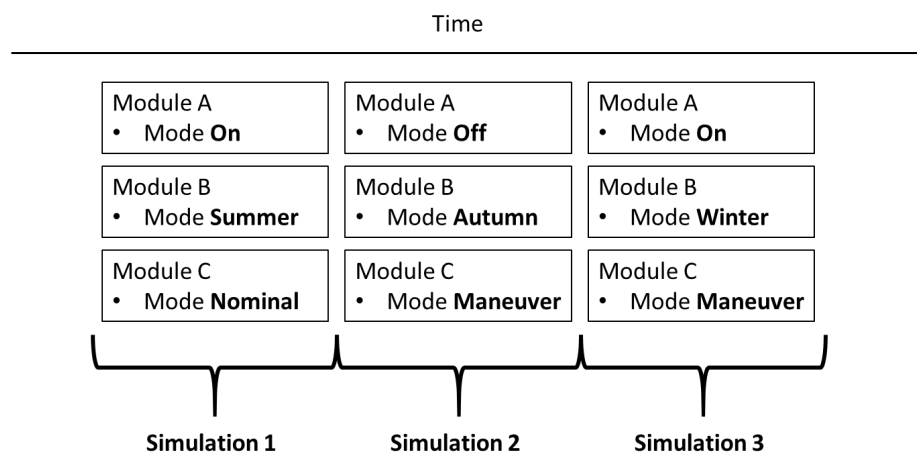 Time
Module A
• Mode On
Module B
• Mode Summer
Module C
• Mode Nominal
Simulation 1
Module A
• Mode Off
Module B
• Mode Autumn
Module C
• Mode Maneuver
Simulation 2
Module A
• Mode On
Module B
• Mode Winter
Module C
• Mode Maneuver
Simulation 3